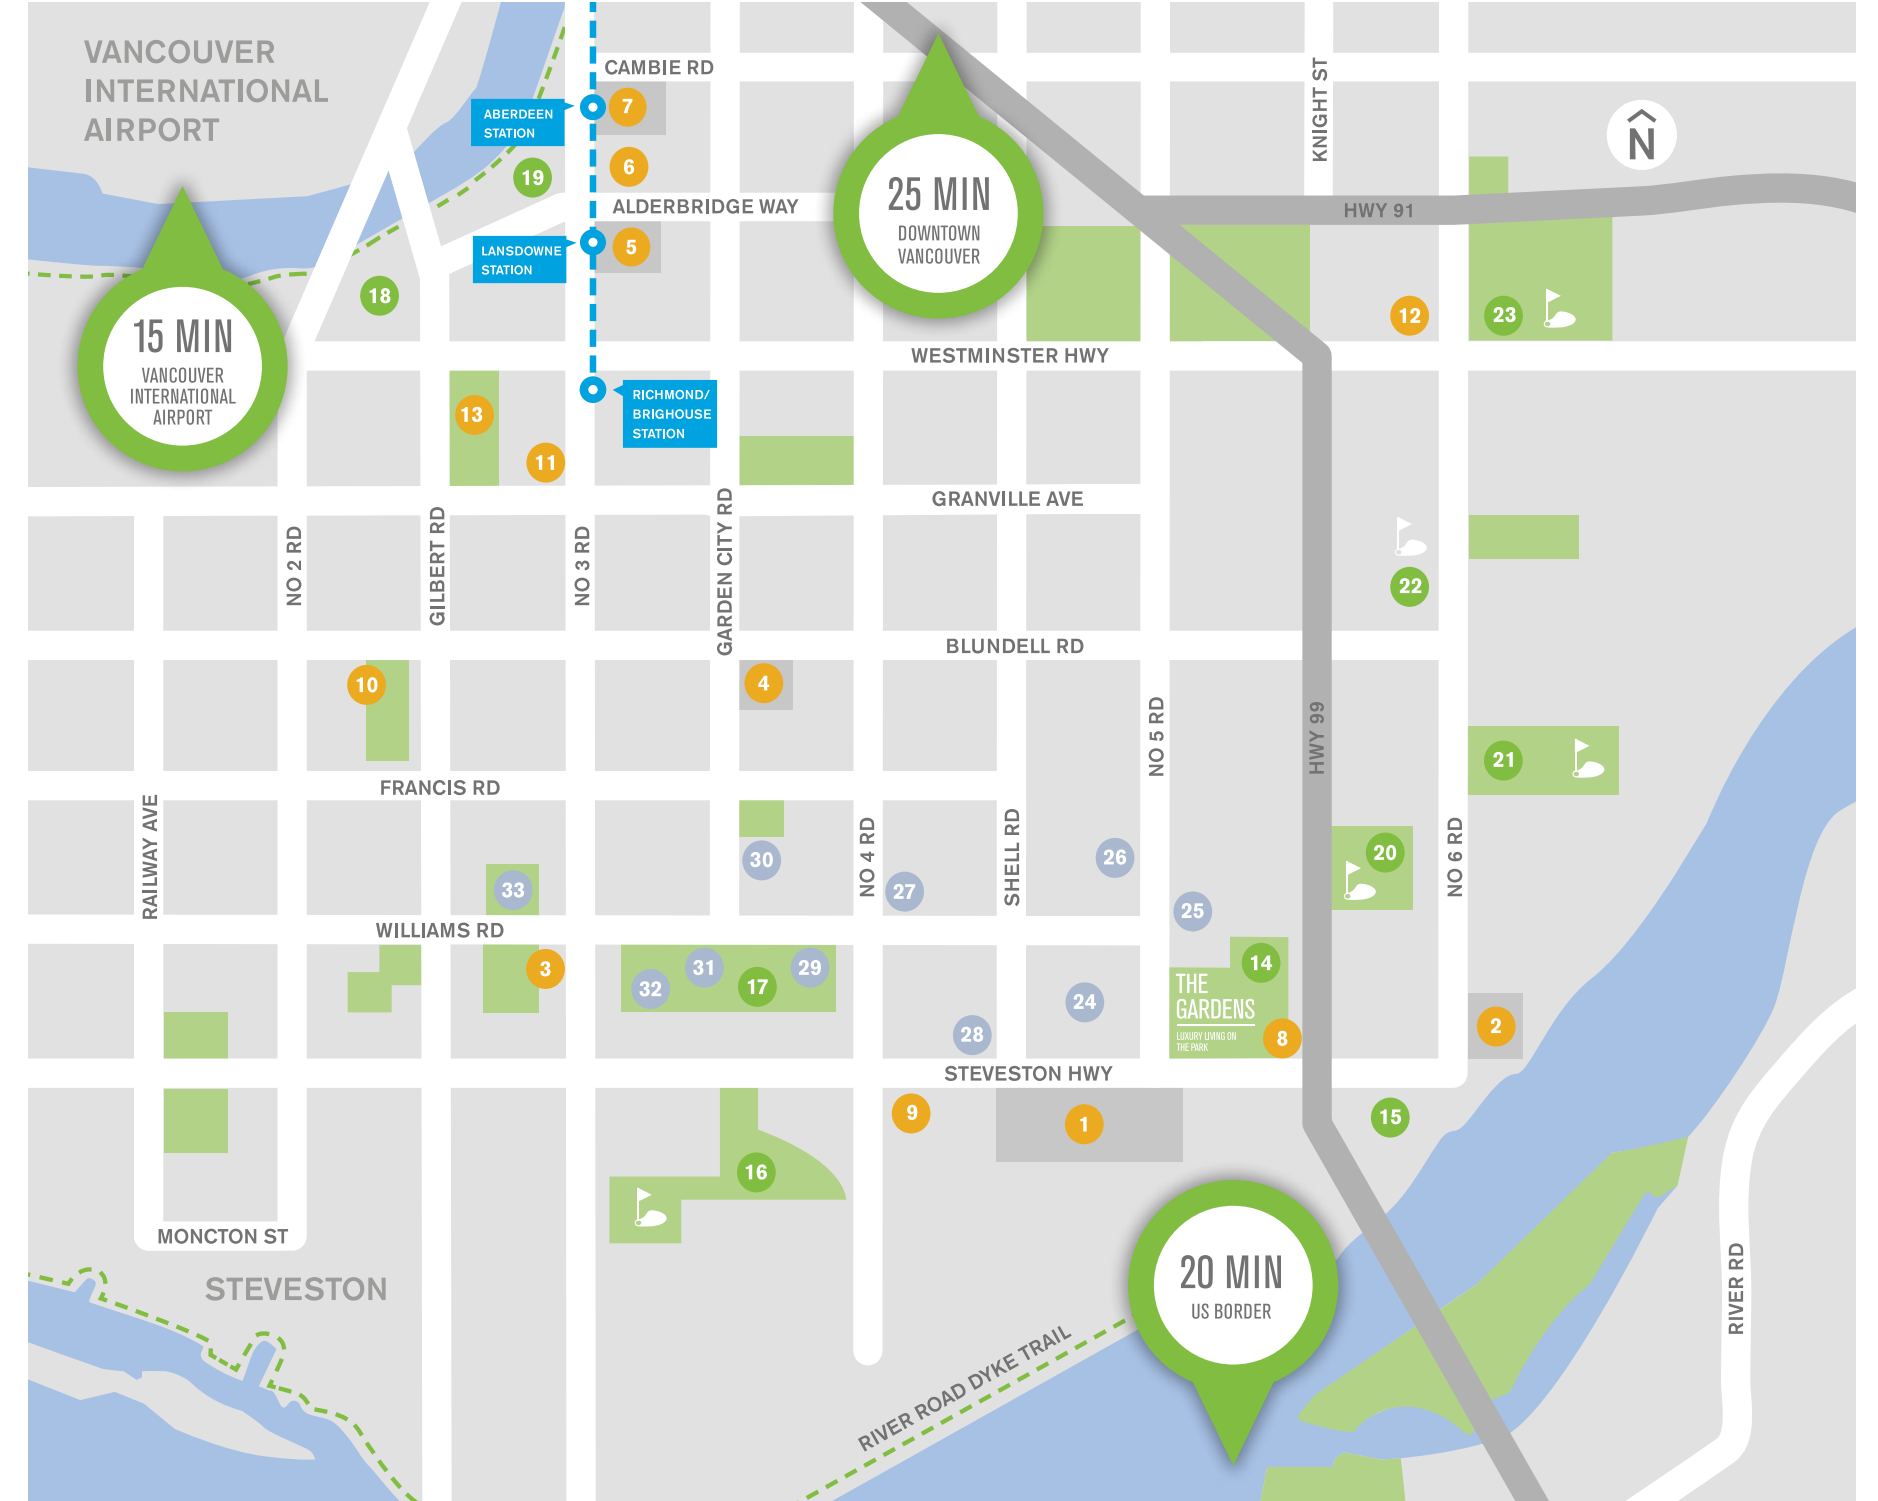 VANCOUVER
INTERNATIONAL
AIRPORT
CAMBIE RD
ABERDEEN
STATION
7
6
19
ALDERBRIDGE WAY
LANSDOWNE
STATION
5
18
25 MIN
DOWNTOWN
VANCOUVER
KNIGHT ST
N
HWY 91
12
23
15 MIN
VANCOUVER
INTERNATIONAL
AIRPORT
WESTMINSTER HWY
RICHMOND/
BRIGHOUSE
STATION
13
11
GRANVILLE AVE
NO 2 RD
GILBERT RD
NO 3 RD
GARDEN CITY RD
22
BLUNDELL RD
10
4
NO 5 RD
HWY 99
21
FRANCIS RD
RAILWAY AVE
33
30
NO 4 RD
27
SHELL RD
26
25
20
NO 6 RD
WILLIAMS RD
3
32
31
17
29
28
24
14
THE
GARDENS
LUXURY LIVING ON
THE PARK
8
2
STEVESTON HWY
9
1
15
16
MONCTON ST
STEVESTON
20 MIN
US BORDER
RIVER ROAD DYKE TRAIL
RIVER RD